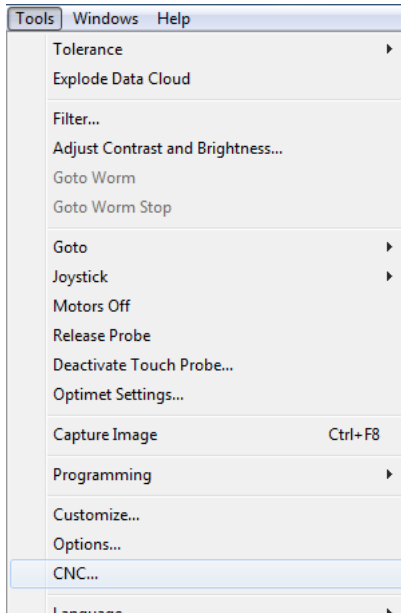 Tools Windows Help
Tolerance
Explode Data Cloud
Filter...
Adjust Contrast and Brightness...
Goto Worm
Goto Worm Stop
Goto
Joystick
Motors Off
Release Probe
Deactivate Touch Probe...
Optimet Settings...
Capture Image Ctrl+F8
Programming
Customize...
Options...
CNC...
Language